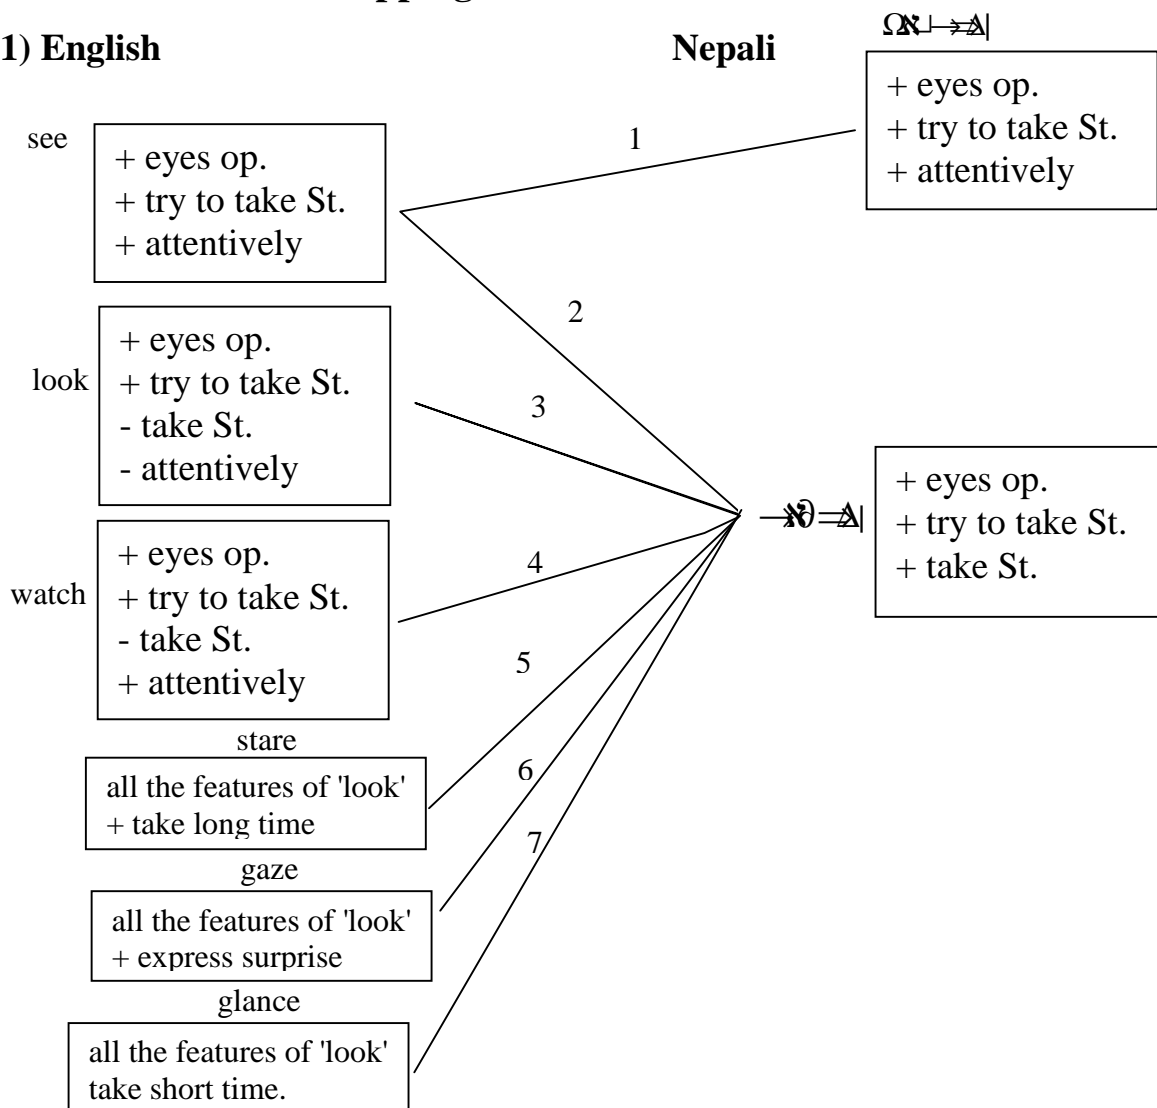 1) English
Nepali
see
+ eyes op.
+ try to take St.
+ attentively
1
+ eyes op.
+ try to take St.
+ attentively
2
look
+ eyes op.
+ try to take St.
- take St.
- attentively
3
watch
+ eyes op.
+ try to take St.
- take St.
+ attentively
4
+ eyes op.
+ try to take St.
+ take St.
stare
all the features of 'look'
+ take long time
5
gaze
all the features of 'look'
+ express surprise
6
glance
all the features of 'look'
take short time.
7